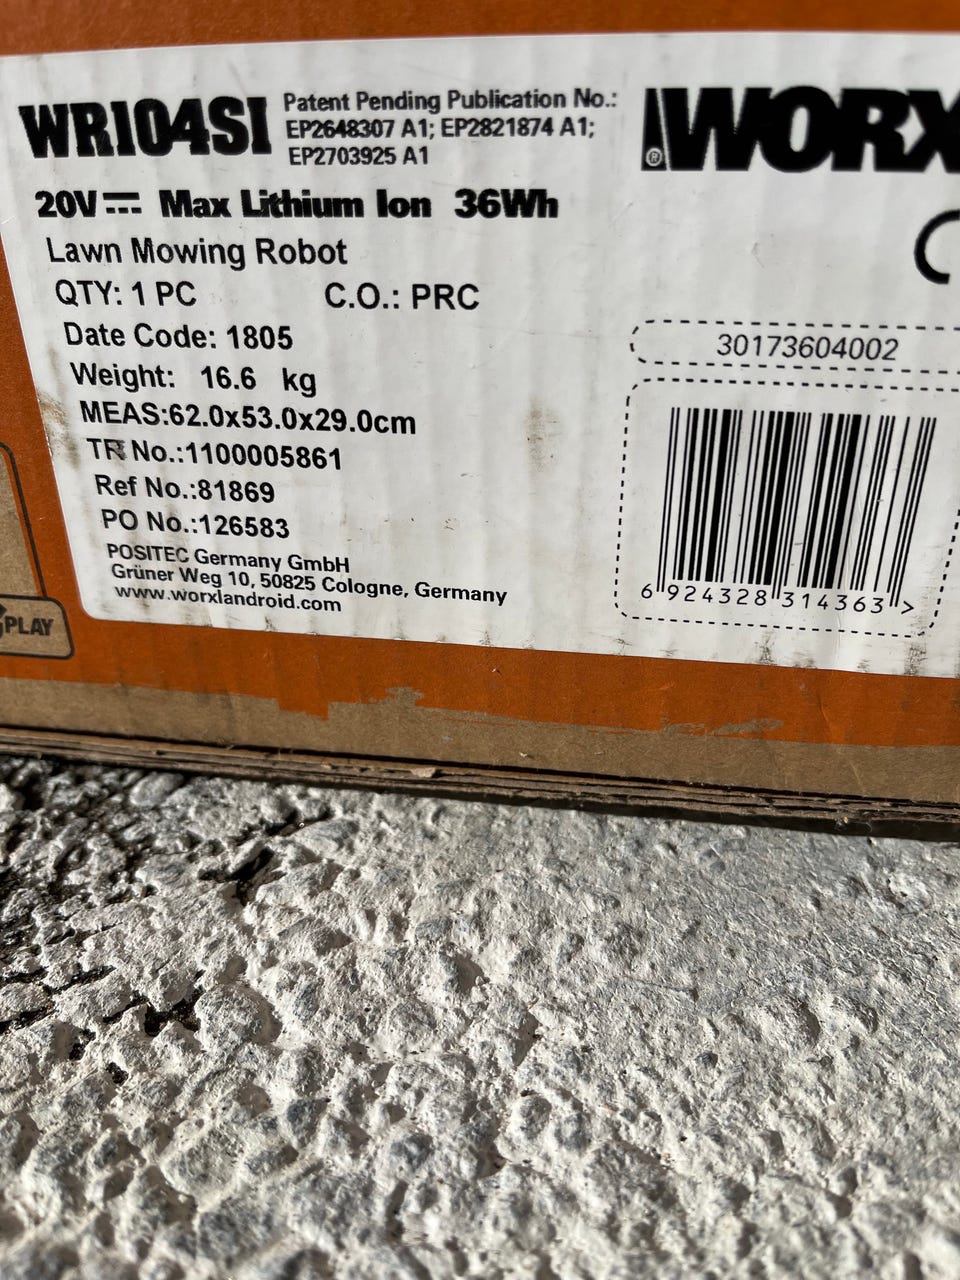 WR104SI
Patent Pending Publication No.:
EP2648307 A1; EP2821874 A1;
EP2703925 A1
®WORX
20V⎓ Max Lithium Ion 36Wh
Lawn Mowing Robot
QTY: 1 PC C.O.: PRC
Date Code: 1805
30173604002
Weight: 16.6 kg
MEAS:62.0x53.0x29.0cm
TR No.:1100005861
Ref No.:81869
PO No.:126583
POSITEC Germany GmbH
Grüner Weg 10, 50825 Cologne, Germany
www.worxlandroid.com
6 924328 314363 >
PLAY